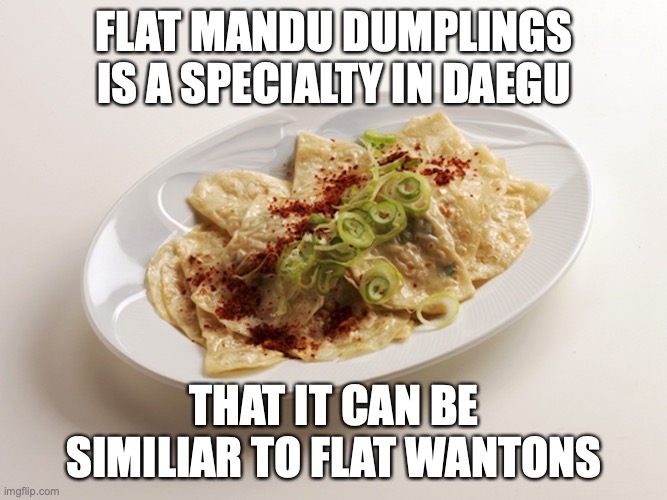 FLAT MANDU DUMPLINGS
IS A SPECIALTY IN DAEGU
THAT IT CAN BE
SIMILIAR TO FLAT WANTONS
imgflip.com